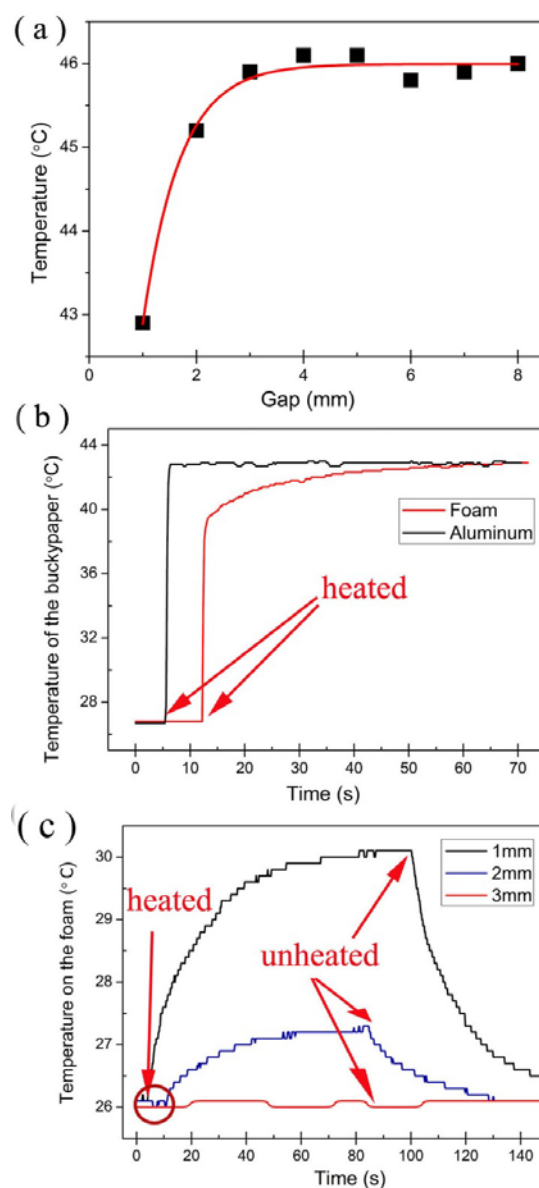 ( a )
46
45
44
43
Temperature (°C)
0 2 4 6 8
Gap (mm)
( b )
44
40
36
32
28
Temperature of the buckypaper (°C)
Foam
Aluminum
heated
0 10 20 30 40 50 60 70
Time (s)
( c )
30
29
28
27
26
Temperature on the foam (°C)
1mm
2mm
3mm
heated
unheated
0 20 40 60 80 100 120 140
Time (s)